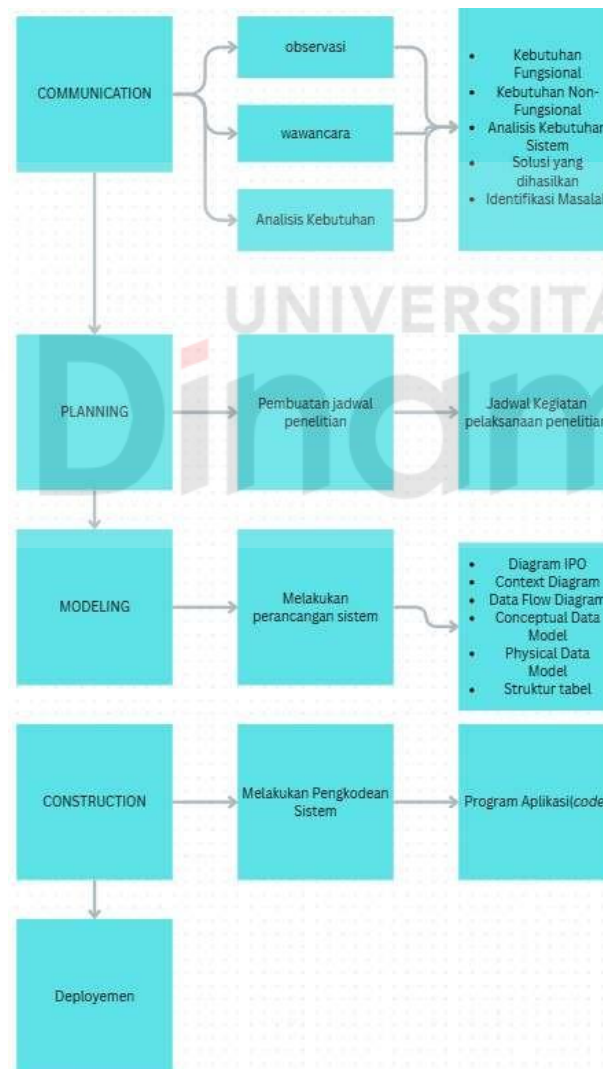 COMMUNICATION
observasi
wawancara
Analisis Kebutuhan
Kebutuhan
Fungsional
Kebutuhan Non-
Fungsional
Analisis Kebutuhan
Sistem
Solusi yang
dihasilkan
Identifikasi Masalah
UNIVERSITA
Dinam
PLANNING
Pembuatan jadwal
penelitian
Jadwal Kegiatan
pelaksanaan penelitian
MODELING
Melakukan
perancangan sistem
Diagram IPO
Context Diagram
Data Flow Diagram
Conceptual Data
Model
Physical Data
Model
Struktur tabel
CONSTRUCTION
Melakukan Pengkodean
Sistem
Program Aplikasi(code
Deployemen